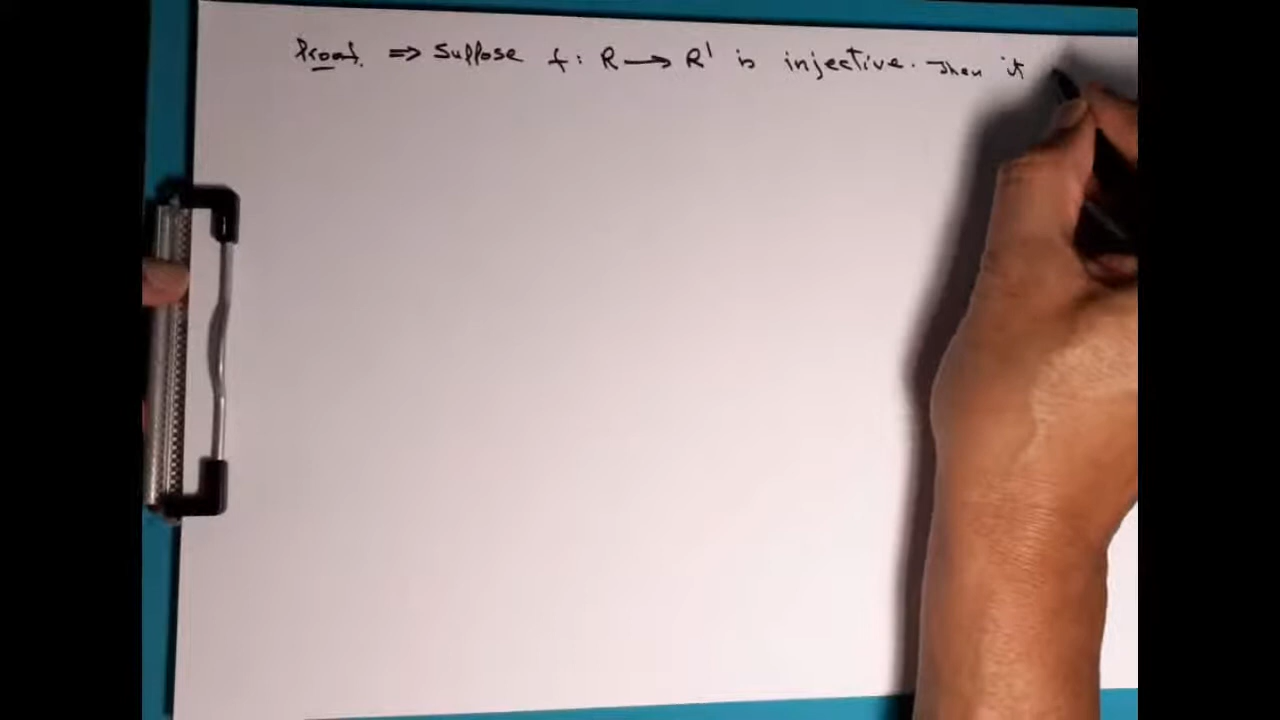 Proof. ⇒ Suppose f: R → R' is injective. Then it